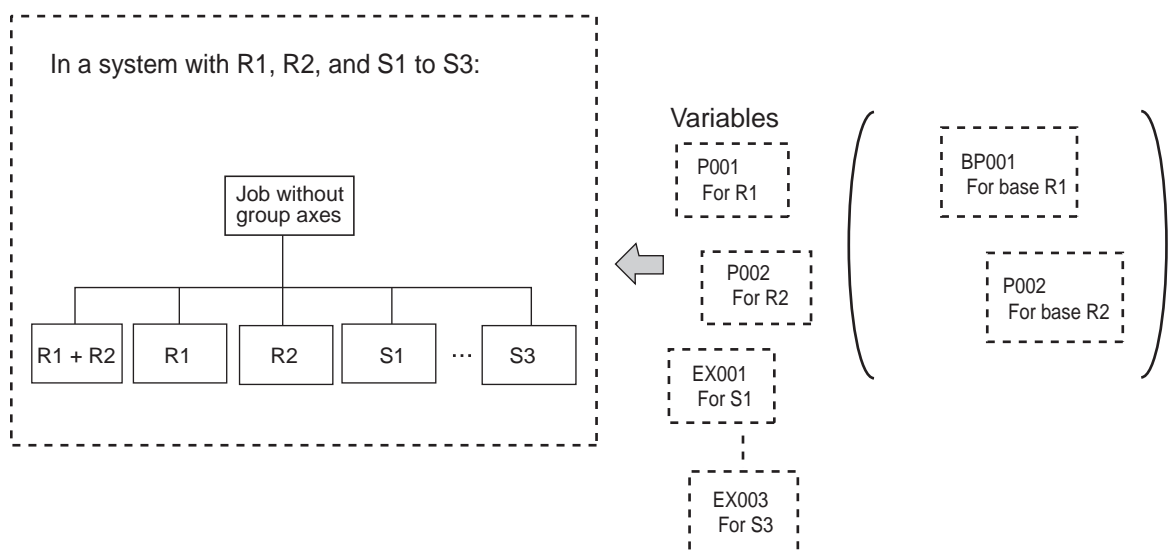 In a system with R1, R2, and S1 to S3:
Job without
group axes
R1 + R2
R1
R2
S1
...
S3
Variables
P001
For R1
P002
For R2
EX001
For S1
EX003
For S3
BP001
For base R1
P002
For base R2